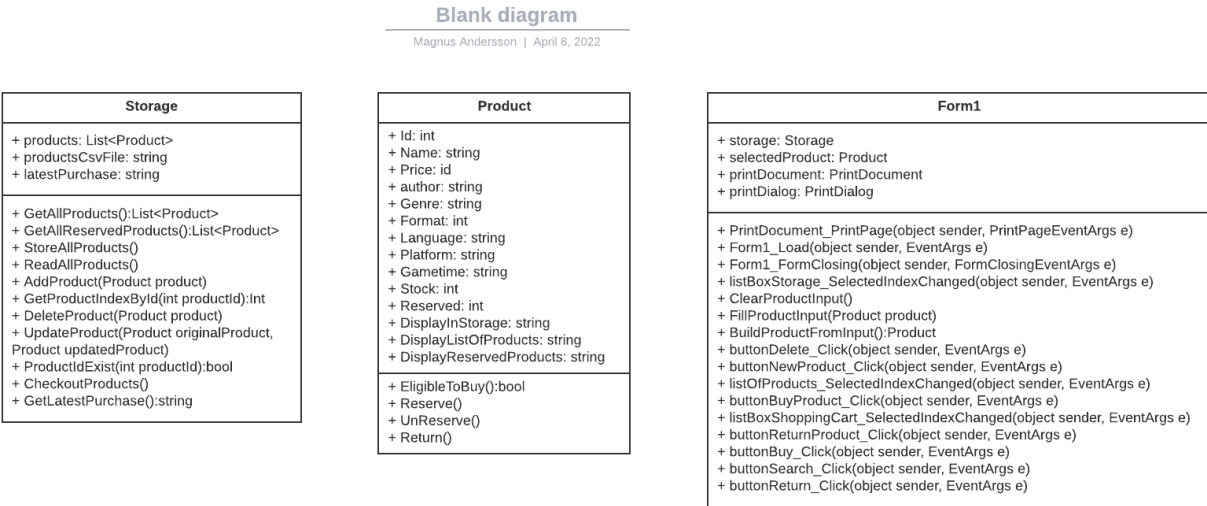 Blank diagram
Magnus Andersson | April 8, 2022
Storage
+ products: List<Product>
+ productsCsvFile: string
+ latestPurchase: string
+ GetAllProducts():List<Product>
+ GetAllReservedProducts():List<Product>
+ StoreAllProducts()
+ ReadAllProducts()
+ AddProduct(Product product)
+ GetProductIndexById(int productId):Int
+ DeleteProduct(Product product)
+ UpdateProduct(Product originalProduct,
Product updatedProduct)
+ ProductIdExist(int productId):bool
+ CheckoutProducts()
+ GetLatestPurchase():string
Product
+ Id: int
+ Name: string
+ Price: id
+ author: string
+ Genre: string
+ Format: int
+ Language: string
+ Platform: string
+ Gametime: string
+ Stock: int
+ Reserved: int
+ DisplayInStorage: string
+ DisplayListOfProducts: string
+ DisplayReservedProducts: string
+ EligibleToBuy():bool
+ Reserve()
+ UnReserve()
+ Return()
Form1
+ storage: Storage
+ selectedProduct: Product
+ printDocument: PrintDocument
+ printDialog: PrintDialog
+ PrintDocument_PrintPage(object sender, PrintPageEventArgs e)
+ Form1_Load(object sender, EventArgs e)
+ Form1_FormClosing(object sender, FormClosingEventArgs e)
+ listBoxStorage_SelectedIndexChanged(object sender, EventArgs e)
+ ClearProductInput()
+ FillProductInput(Product product)
+ BuildProductFromInput():Product
+ buttonDelete_Click(object sender, EventArgs e)
+ buttonNewProduct_Click(object sender, EventArgs e)
+ listOfProducts_SelectedIndexChanged(object sender, EventArgs e)
+ buttonBuyProduct_Click(object sender, EventArgs e)
+ listBoxShoppingCart_SelectedIndexChanged(object sender, EventArgs e)
+ buttonReturnProduct_Click(object sender, EventArgs e)
+ buttonBuy_Click(object sender, EventArgs e)
+ buttonSearch_Click(object sender, EventArgs e)
+ buttonReturn_Click(object sender, EventArgs e)